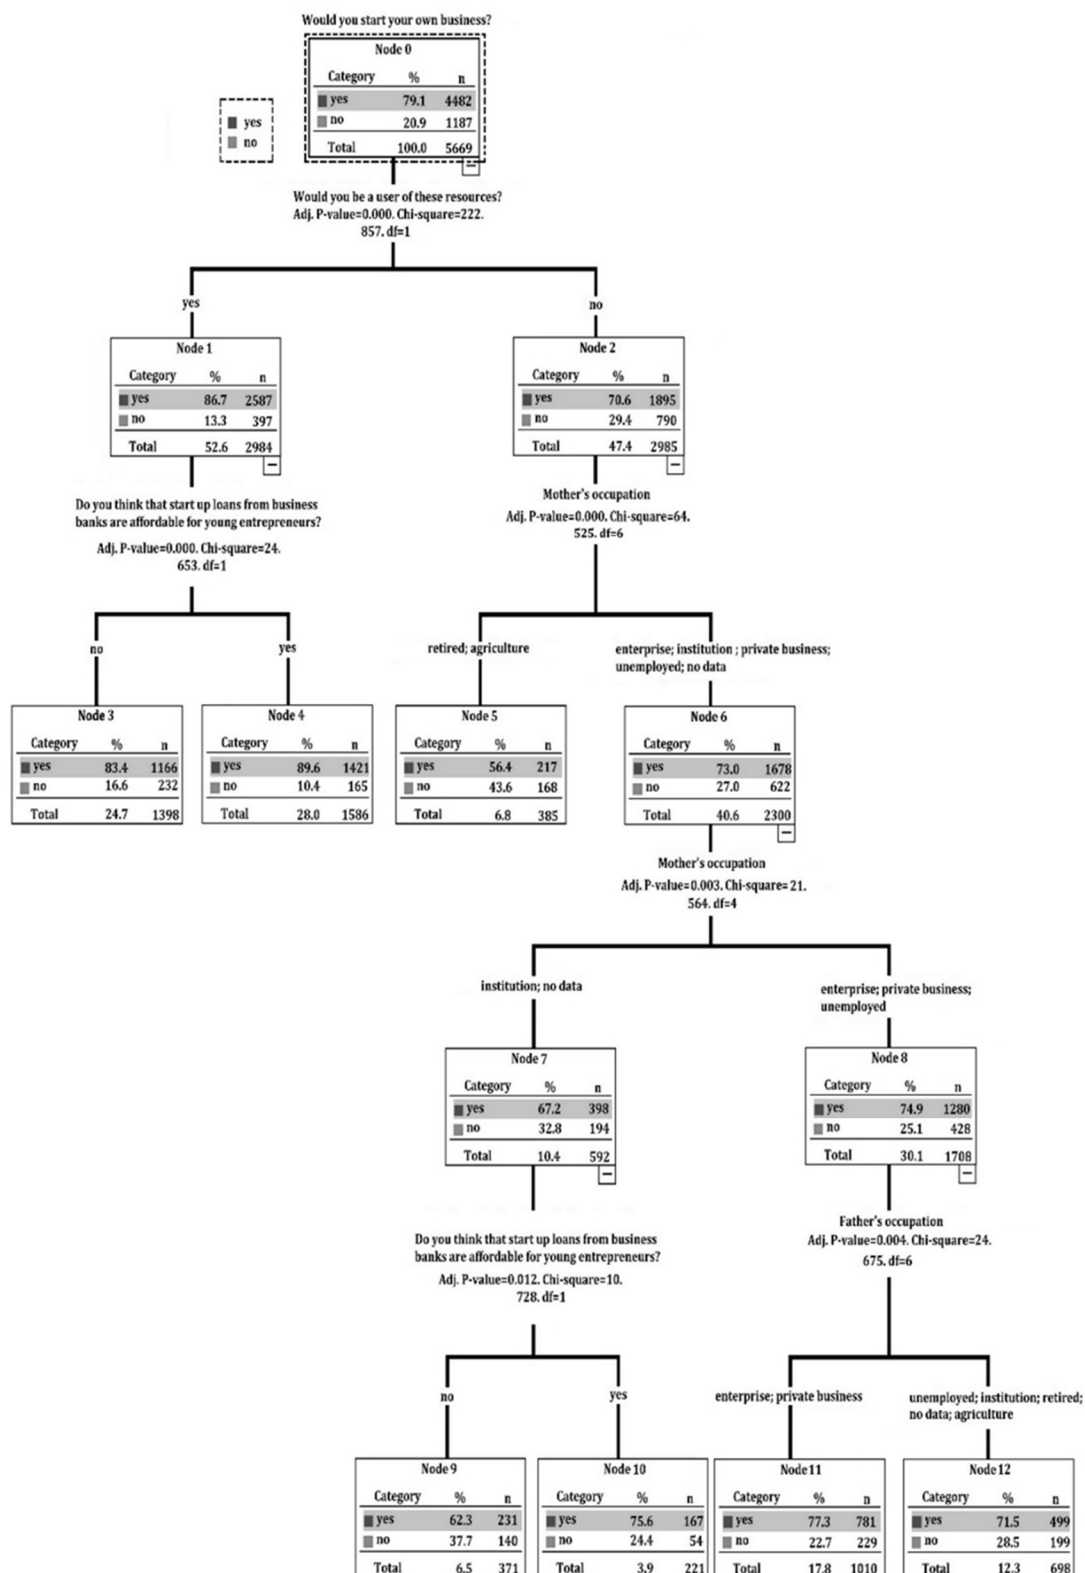 Would you start your own business?
Node 0
Category % n
yes 79.1 4482
no 20.9 1187
Total 100.0 5669
yes
no
Would you be a user of these resources?
Adj. P-value=0.000. Chi-square=222.
857. df=1
yes
no
Node 1
Category % n
yes 86.7 2587
no 13.3 397
Total 52.6 2984
Node 2
Category % n
yes 70.6 1895
no 29.4 790
Total 47.4 2985
Do you think that start up loans from business
banks are affordable for young entrepreneurs?
Adj. P-value=0.000. Chi-square=24.
653. df=1
Mother's occupation
Adj. P-value=0.000. Chi-square=64.
525. df=6
no
yes
retired; agriculture
enterprise; institution ; private business;
unemployed; no data
Node 3
Category % n
yes 83.4 1166
no 16.6 232
Total 24.7 1398
Node 4
Category % n
yes 89.6 1421
no 10.4 165
Total 28.0 1586
Node 5
Category % n
yes 56.4 217
no 43.6 168
Total 6.8 385
Node 6
Category % n
yes 73.0 1678
no 27.0 622
Total 40.6 2300
Mother's occupation
Adj. P-value=0.003. Chi-square= 21.
564. df=4
institution; no data
enterprise; private business;
unemployed
Node 7
Category % n
yes 67.2 398
no 32.8 194
Total 10.4 592
Node 8
Category % n
yes 74.9 1280
no 25.1 428
Total 30.1 1708
Do you think that start up loans from business
banks are affordable for young entrepreneurs?
Adj. P-value=0.012. Chi-square=10.
728. df=1
Father's occupation
Adj. P-value=0.004. Chi-square=24.
675. df=6
no
yes
enterprise; private business
unemployed; institution; retired;
no data; agriculture
Node 9
Category % n
yes 62.3 231
no 37.7 140
Total 6.5 371
Node 10
Category % n
yes 75.6 167
no 24.4 54
Total 3.9 221
Node11
Category % n
yes 77.3 781
no 22.7 229
Total 17.8 1010
Node 12
Category % n
yes 71.5 499
no 28.5 199
Total 12.3 698